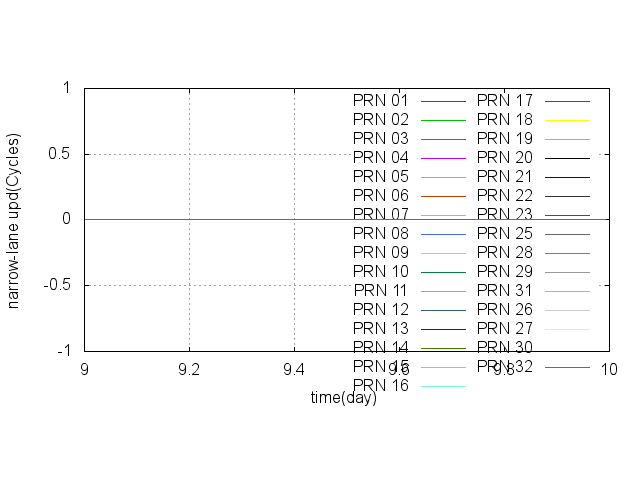 1
0.5
0
-0.5
-1
narrow-lane upd(Cycles)
PRN 01 PRN 17
PRN 02 PRN 18
PRN 03 PRN 19
PRN 04 PRN 20
PRN 05 PRN 21
PRN 06 PRN 22
PRN 07 PRN 23
PRN 08 PRN 25
PRN 09 PRN 28
PRN 10 PRN 29
PRN 11 PRN 31
PRN 12 PRN 26
PRN 13 PRN 27
PRN 14 PRN 30
PRN 15 PRN 32
PRN 16
9 9.2 9.4 9.6 9.8 10
time(day)